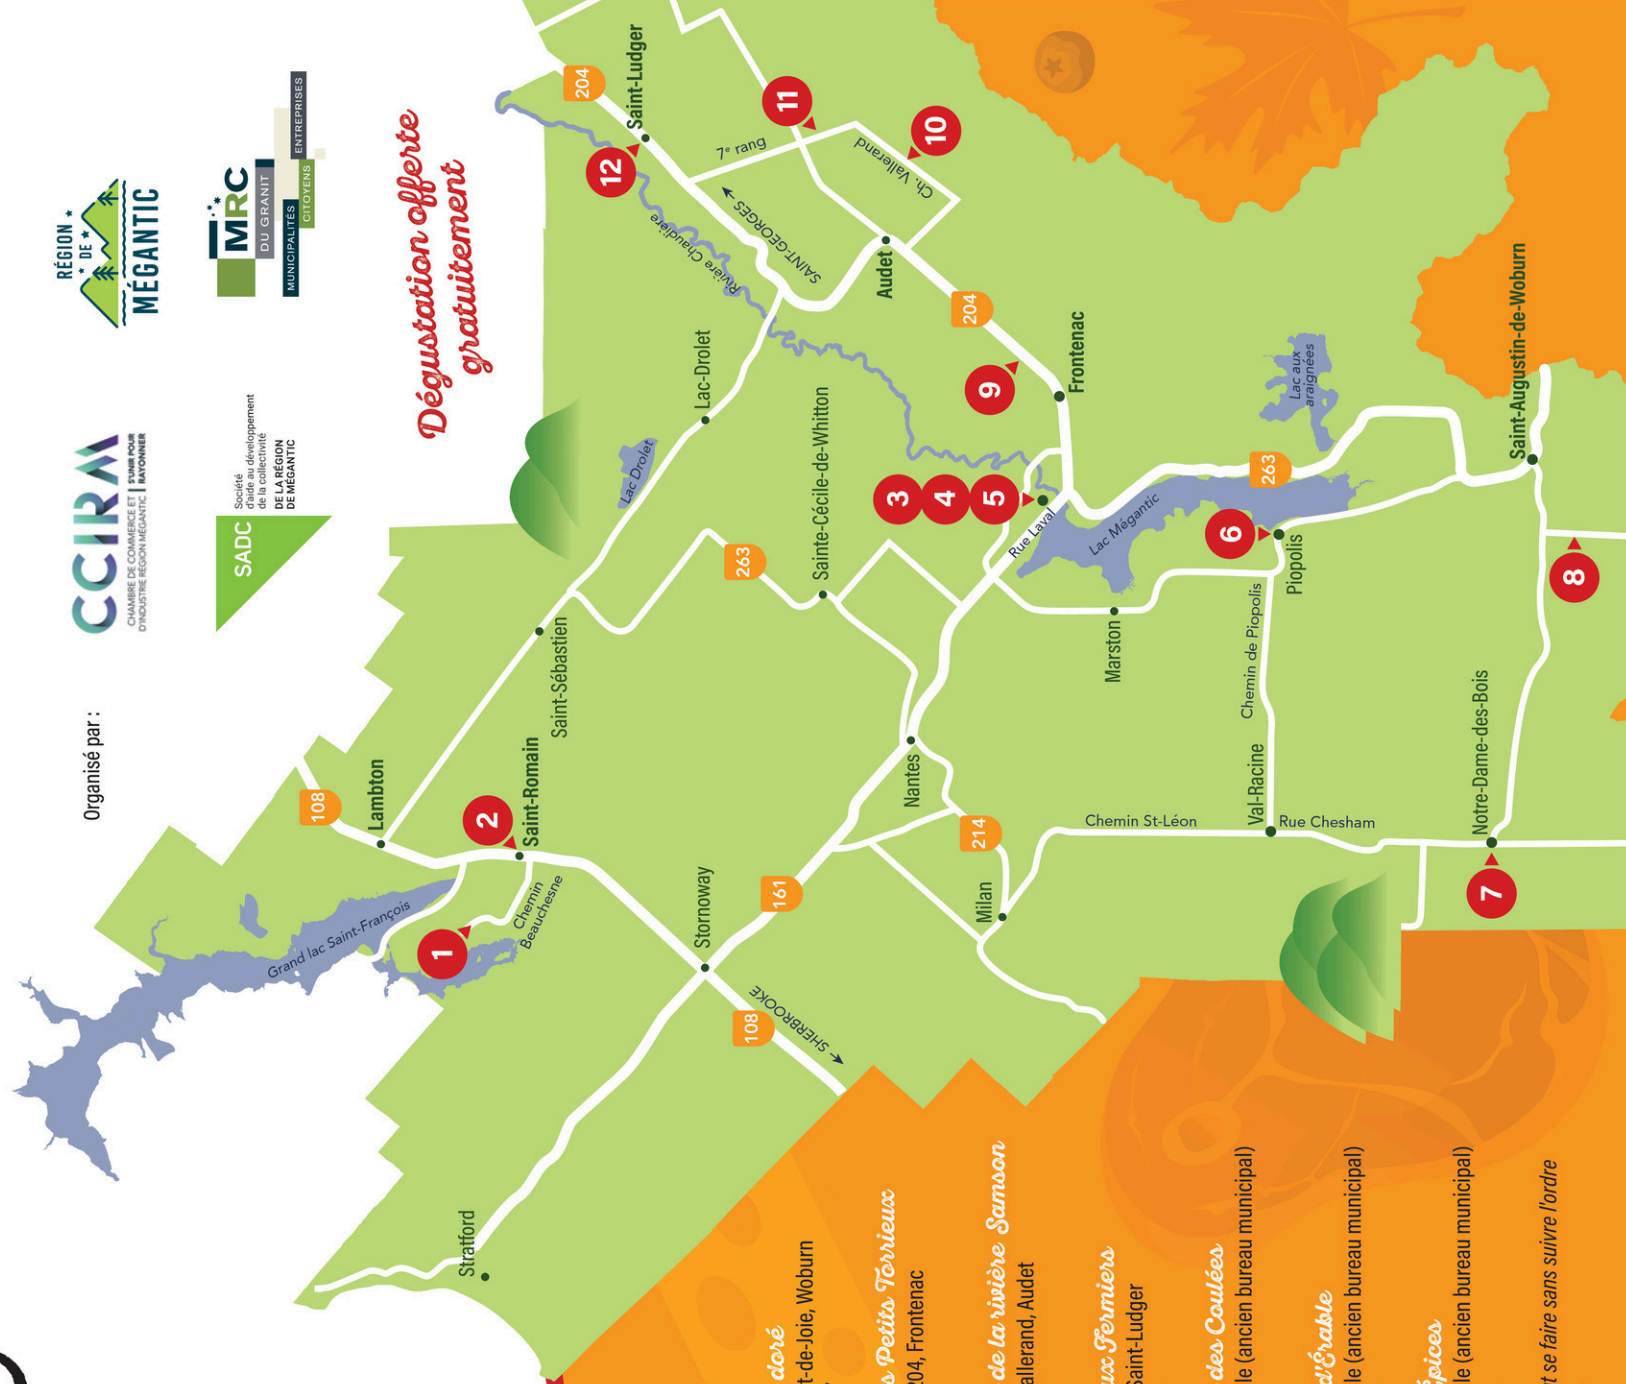 RÉGION
DE
MÉGANTIC
MRC
DU GRANIT
MUNICIPALITÉS
CITOYENS
ENTREPRISES
CCIRM
CHAMBRE DE COMMERCE ET
D'INDUSTRIE RÉGION MÉGANTIC
S'UNIR POUR
RAYONNER
SADC
Société
d'aide au développement
de la collectivité
DE LA RÉGION
DE MÉGANTIC
Organisé par :
Dégustation offerte
gratuitement
108
Lambton
2
Saint-Romain
1
Chemin
Beauchesne
Grand lac Saint-François
Saint-Sébastien
Lac Drolet
Lac-Drolet
204
Saint-Ludger
12
7e rang
11
10
Ch. Vallerand
SAINT-GEORGES
Rivière Chaudière
Audet
204
9
Frontenac
263
Sainte-Cécile-de-Whitton
3
4
5
Rue Laval
Lac Mégantic
263
Lac aux
araignées
Saint-Augustin-de-Woburn
6
Piopolis
8
Marston
Chemin de Piopolis
Nantes
Val-Racine
Rue Chesham
Chemin St-Léon
Notre-Dame-des-Bois
7
214
Milan
161
Stornoway
108
SHERBROOKE
Stratford
doré
t-de-Joie, Woburn
s Petits Torrieux
204, Frontenac
de la rivière Samson
allerand, Audet
ux Fermiers
Saint-Ludger
des Coulées
le (ancien bureau municipal)
d'Érable
le (ancien bureau municipal)
pices
le (ancien bureau municipal)
t se faire sans suivre l'ordre